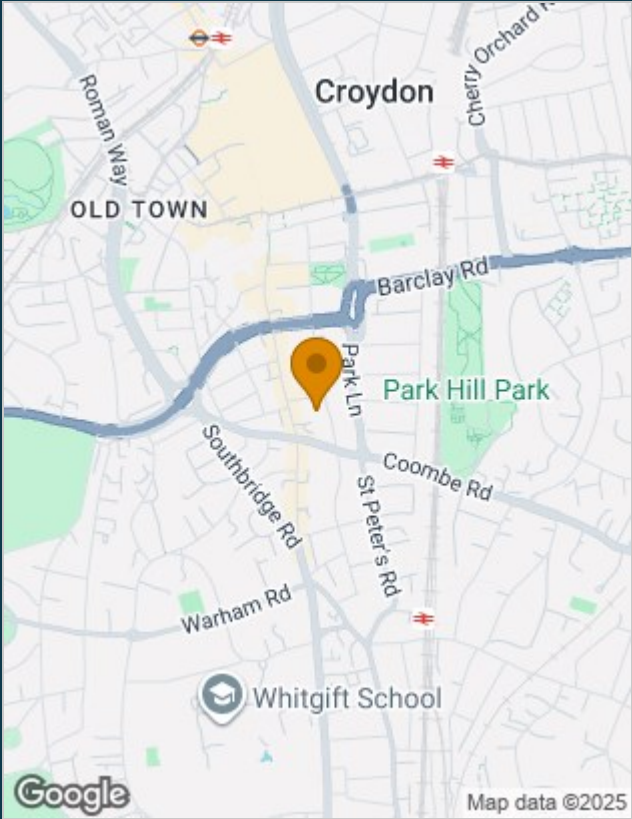 Cherry Orchard R
Croydon
Roman Way
OLD TOWN
Barclay Rd
Park Ln
Park Hill Park
Coombe Rd
Southbridge Rd
St Peter's Rd
Warham Rd
Whitgift School
Google
Map data ©2025